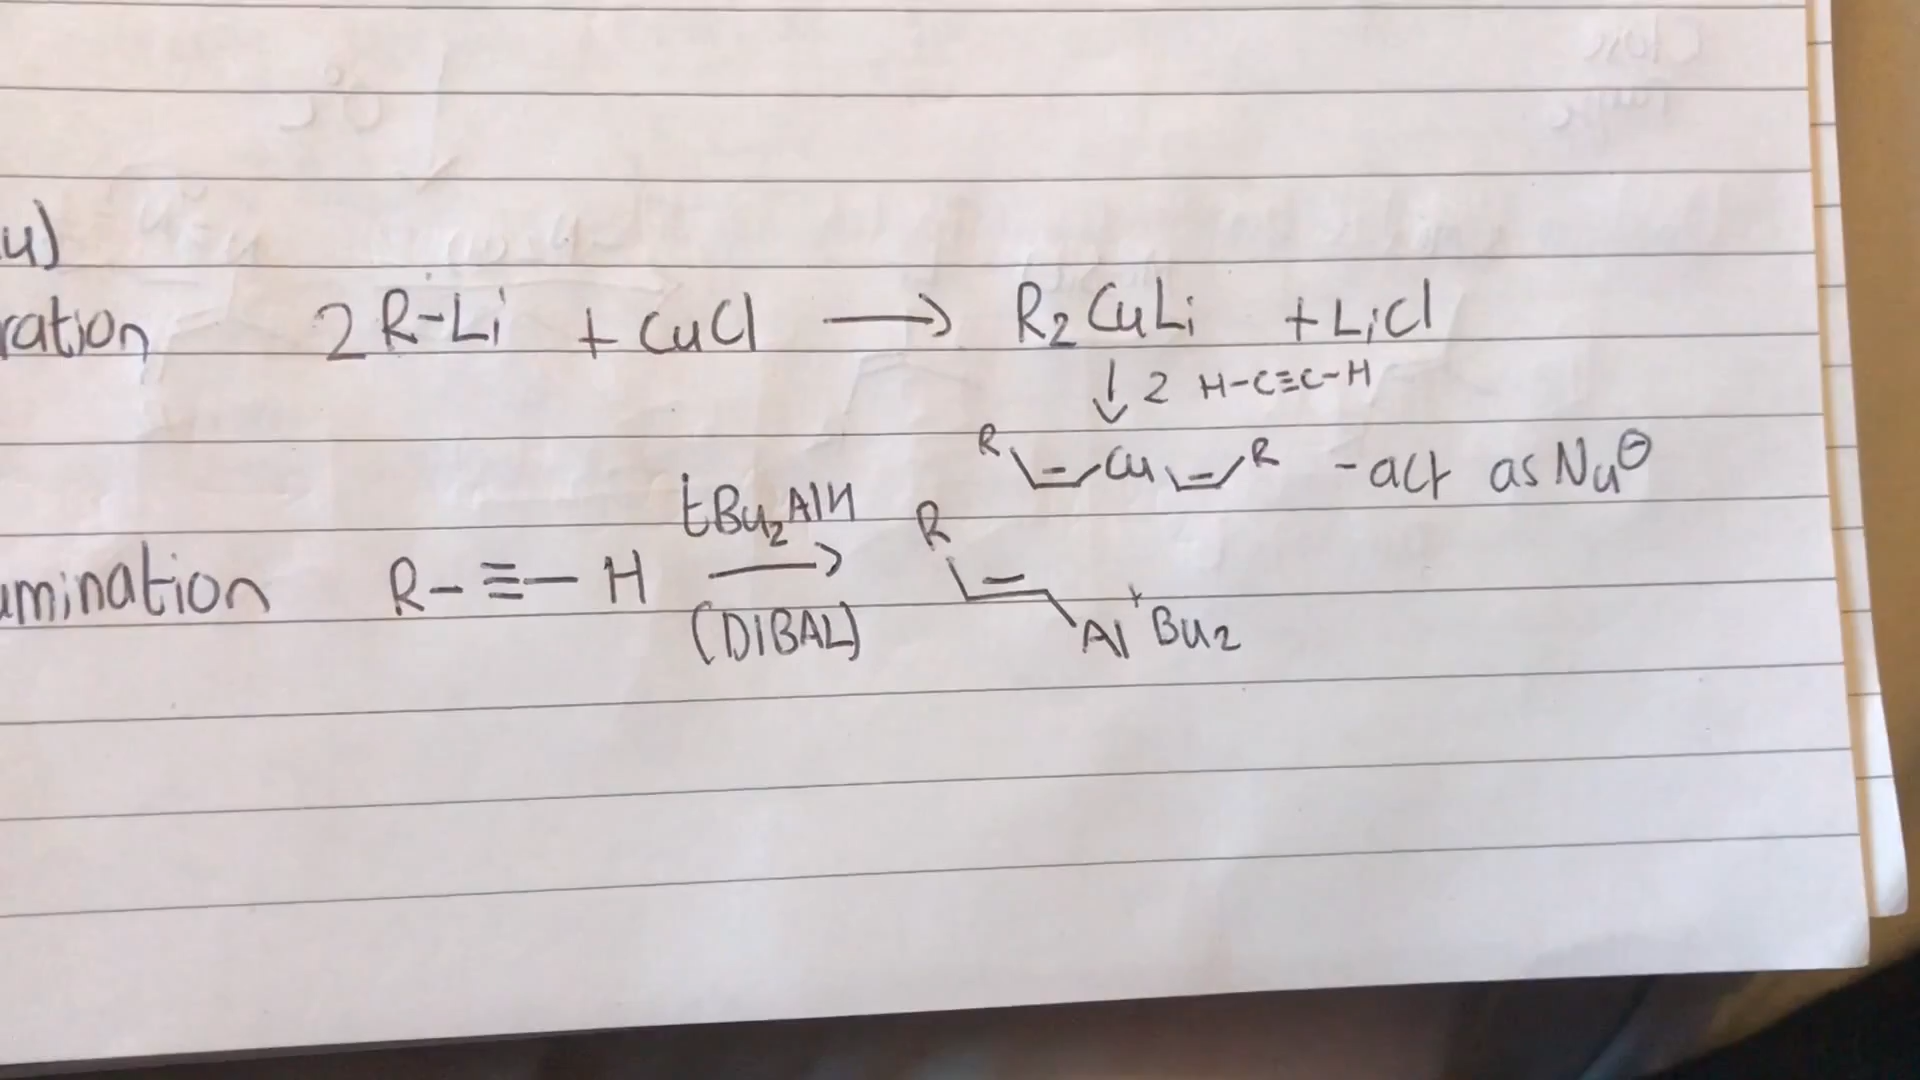 u)
ration 2 R-Li + CuCl → R₂CuLi + LiCl
↓ 2 H-C≡C-H
R Cu R - act as Nu⊖
tBu₂AlH
umination R-≡-H → R
(DIBAL) Al tBu₂